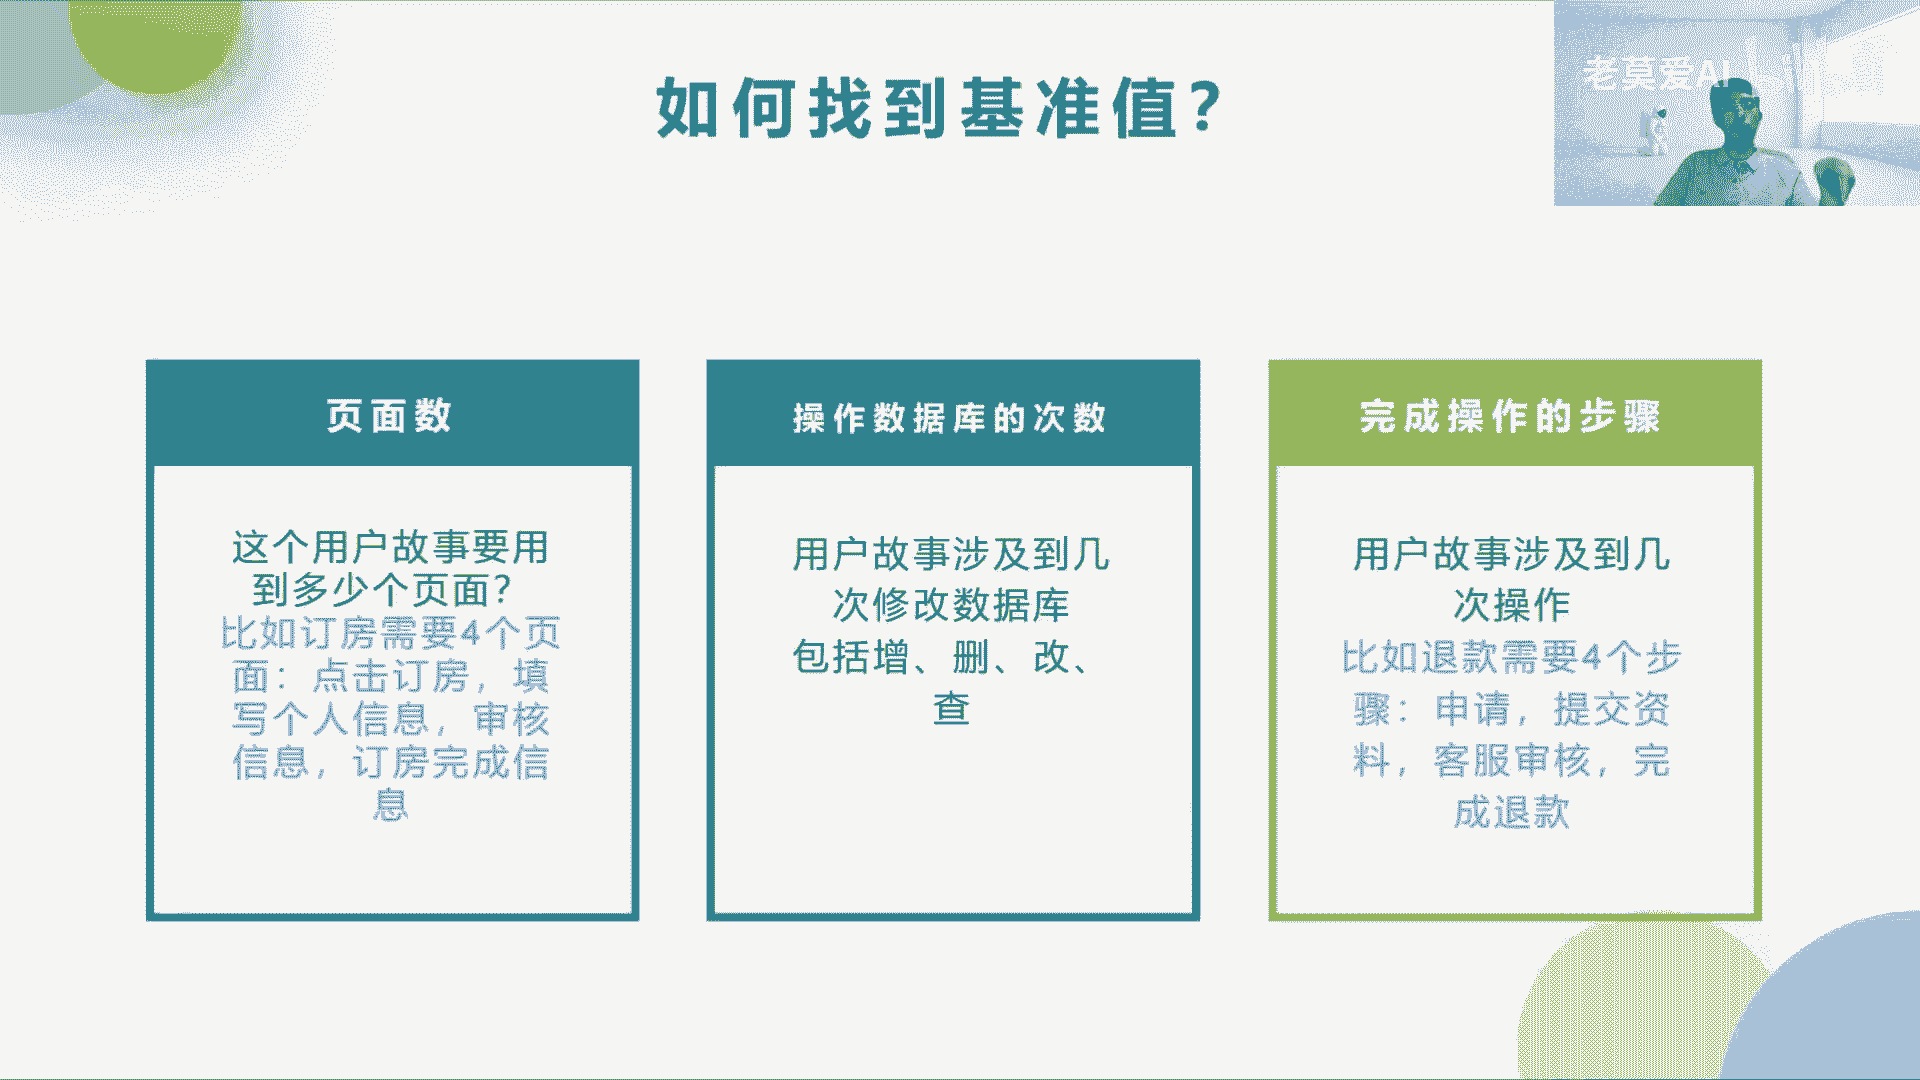 如何找到基准值?
老莫爱AI
页面数
这个用户故事要用
到多少个页面?
比如订房需要4个页
面：点击订房，填
写个人信息，审核
信息，订房完成信
息
操作数据库的次数
用户故事涉及到几
次修改数据库
包括增、删、改、
查
完成操作的步骤
用户故事涉及到几
次操作
比如退款需要4个步
骤：申请，提交资
料，客服审核，完
成退款